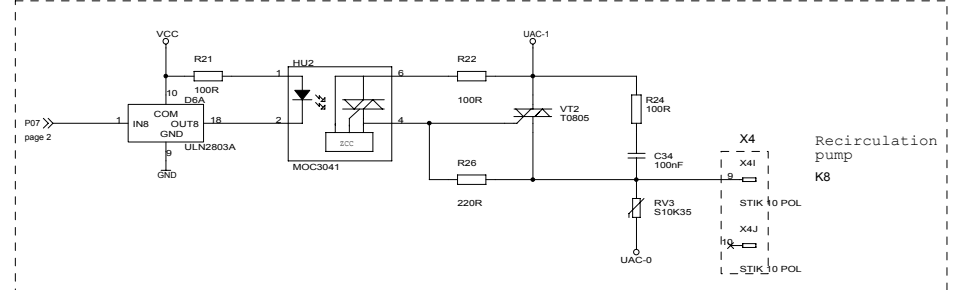 VCC
UAC-1
R21
100R
HU2
R22
100R
1
6
10
D6A
COM
P07
page 2
1
IN8
OUT8
18
GND
ULN2803A
9
GND
2
4
ZCC
MOC3041
VT2
T0805
R24
100R
R26
220R
C34
100nF
X4
Recirculation
pump
X4I
9
K8
RV3
S10K35
STIK 10 POL
X4J
10
UAC-0
STIK 10 POL